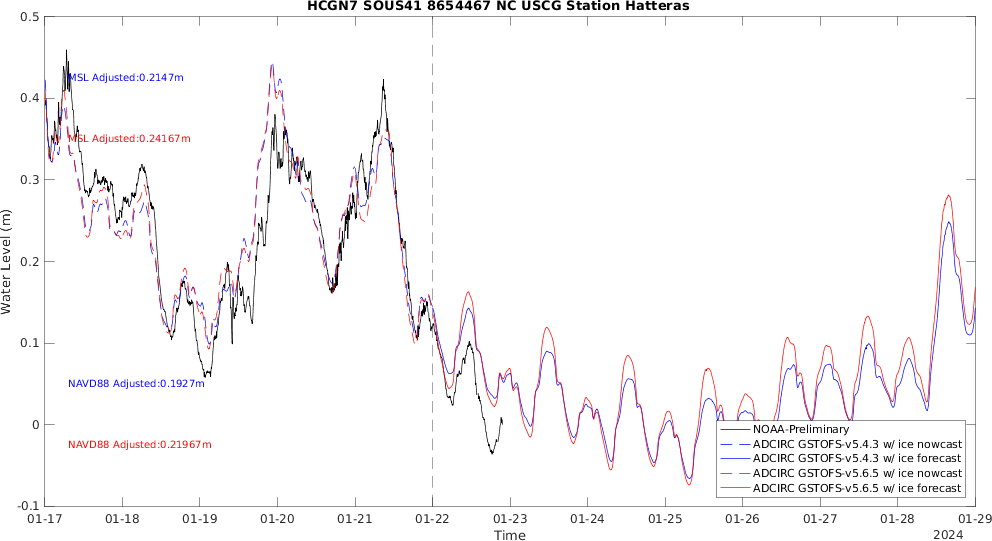 HCGN7 SOUS41 8654467 NC USCG Station Hatteras
Water Level (m)
0.5
0.4
0.3
0.2
0.1
0
-0.1
MSL Adjusted:0.2147m
MSL Adjusted:0.24167m
NAVD88 Adjusted:0.1927m
NAVD88 Adjusted:0.21967m
NOAA-Preliminary
ADCIRC GSTOFS-v5.4.3 w/ ice nowcast
ADCIRC GSTOFS-v5.4.3 w/ ice forecast
ADCIRC GSTOFS-v5.6.5 w/ ice nowcast
ADCIRC GSTOFS-v5.6.5 w/ ice forecast
01-17 01-18 01-19 01-20 01-21 01-22 01-23 01-24 01-25 01-26 01-27 01-28 01-29
Time
2024